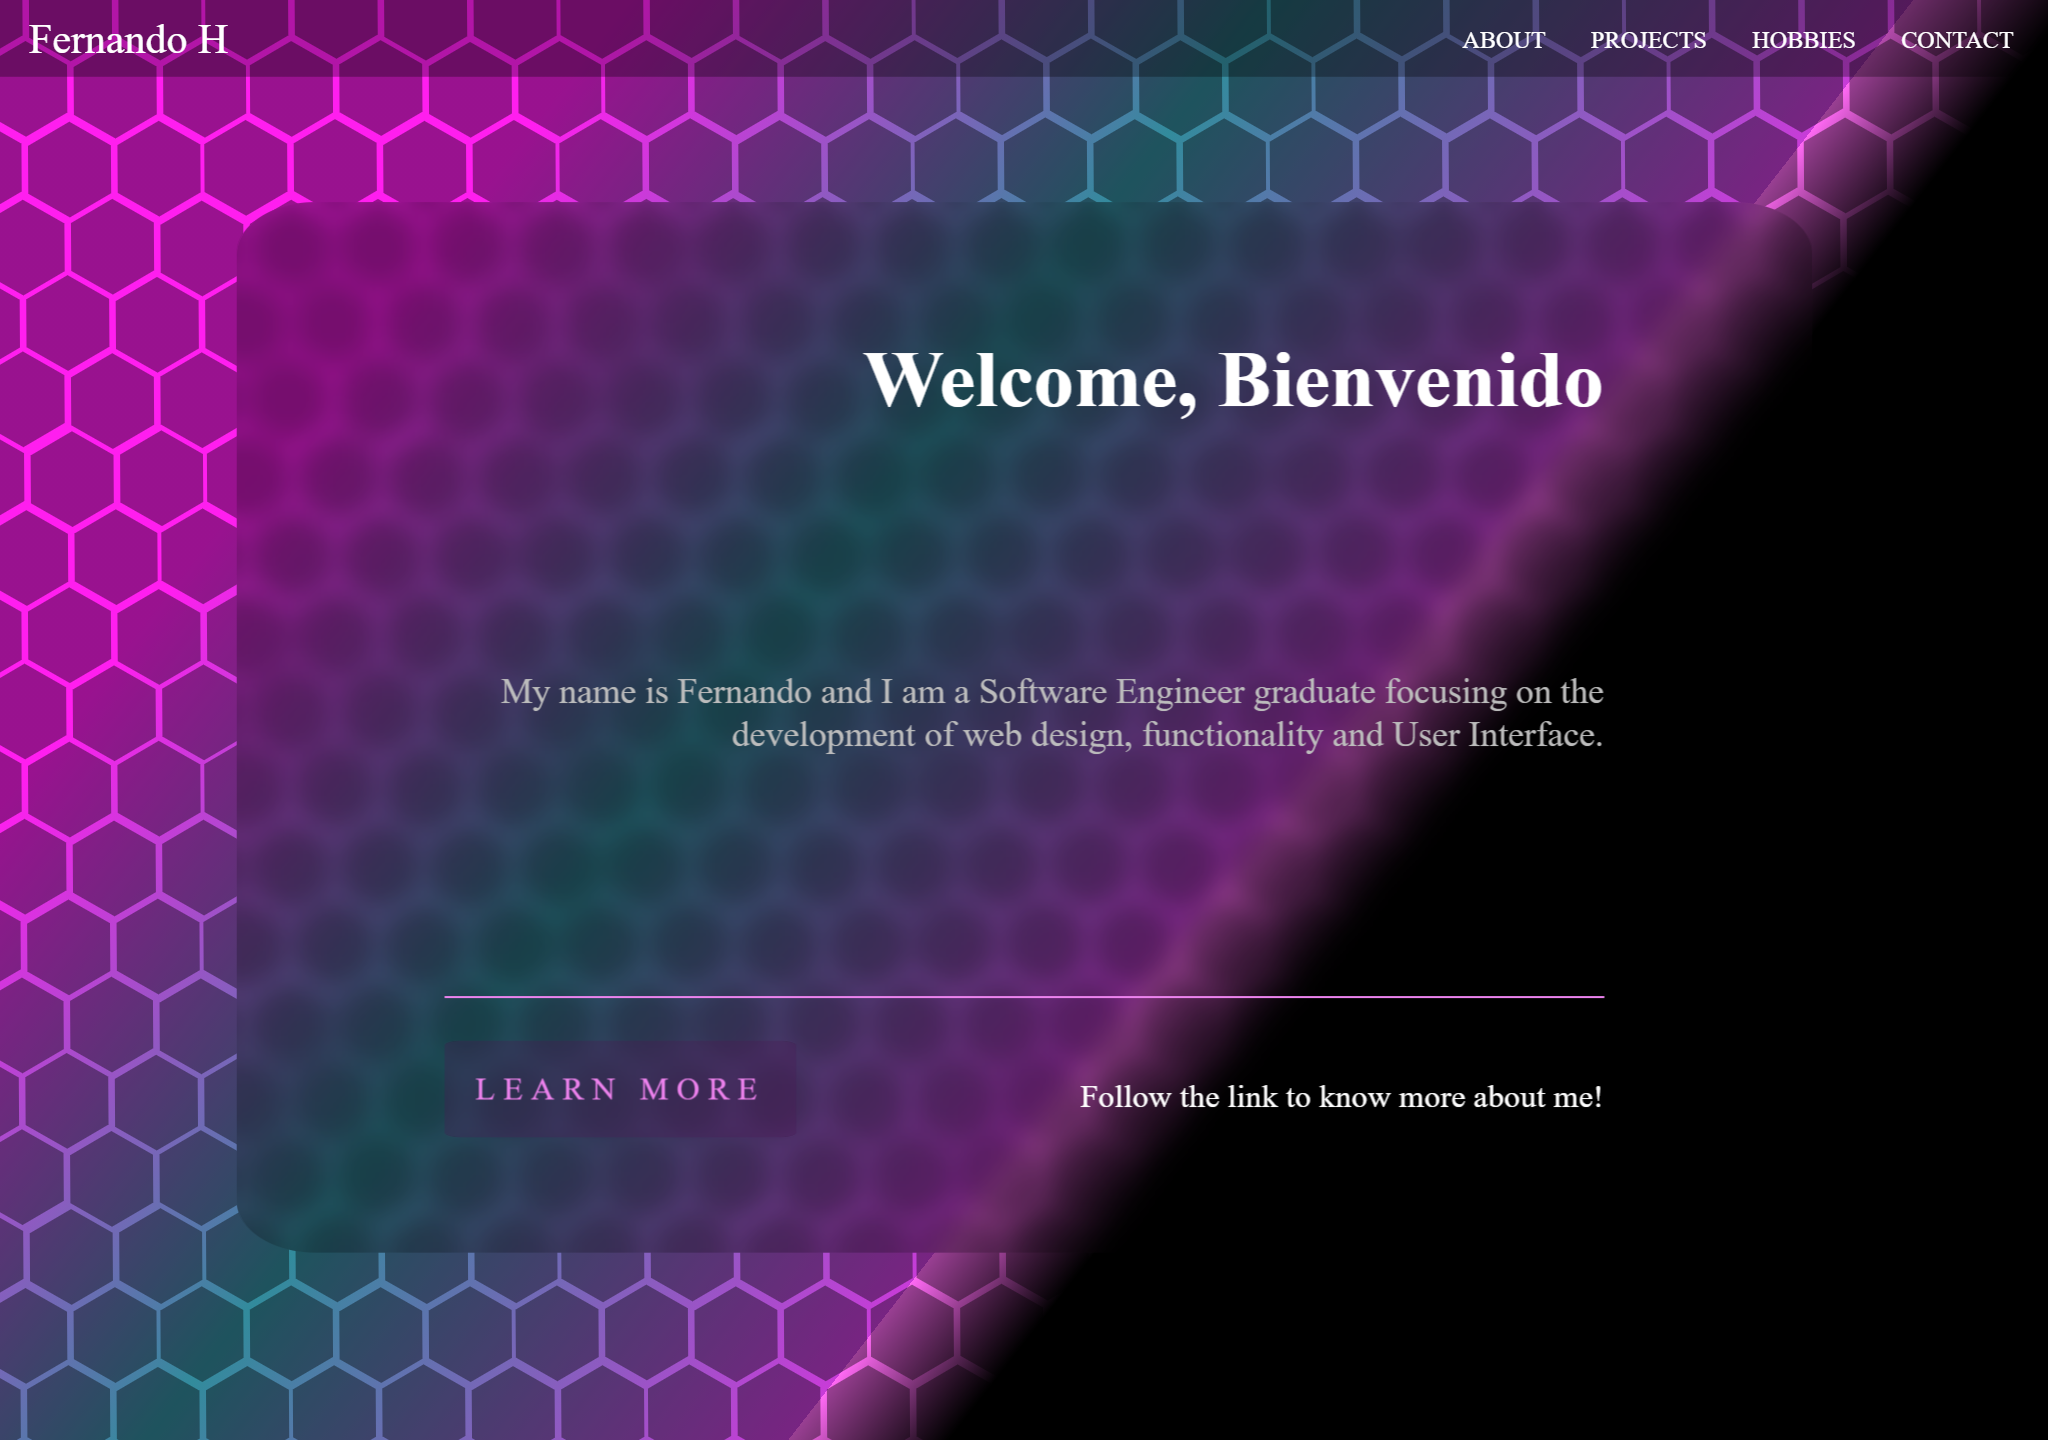 Fernando H
ABOUT PROJECTS HOBBIES CONTACT
Welcome, Bienvenido
My name is Fernando and I am a Software Engineer graduate focusing on the
development of web design, functionality and User Interface.
LEARN MORE
Follow the link to know more about me!